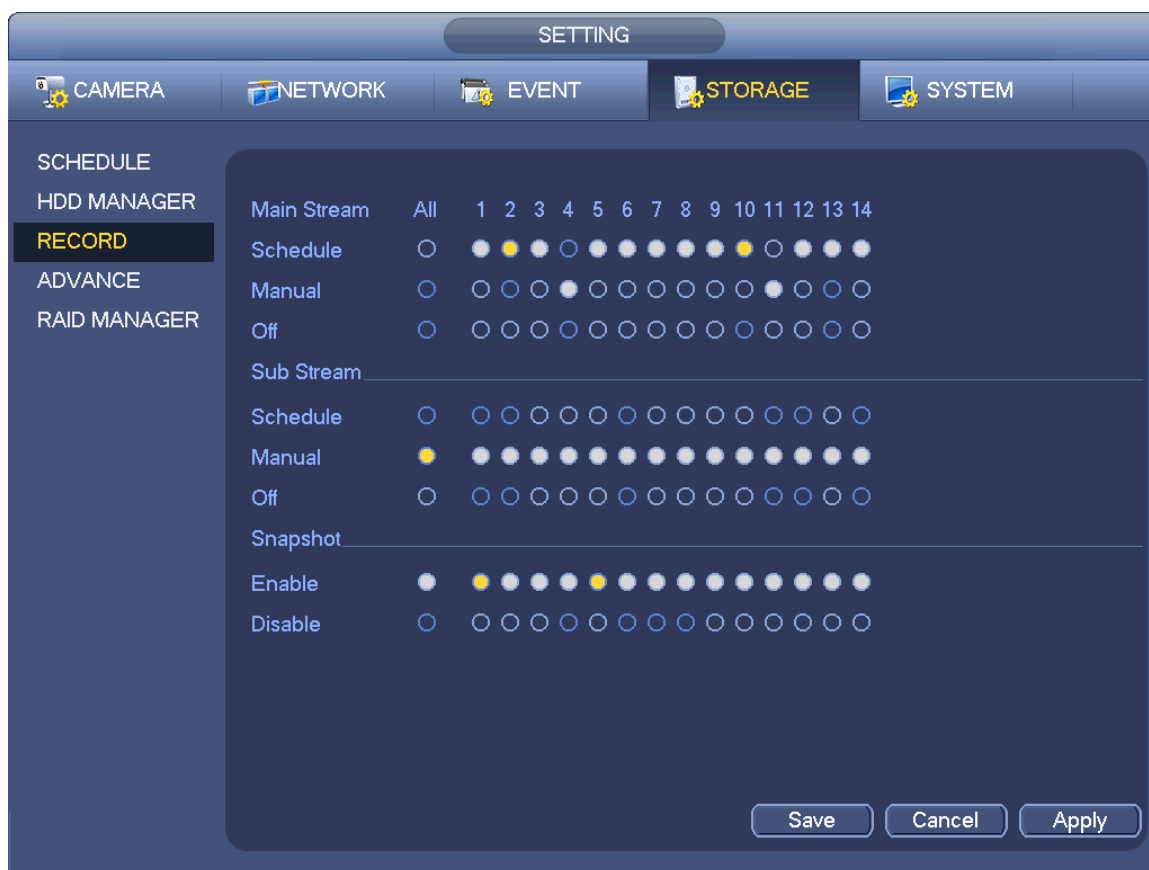 SETTING
CAMERA NETWORK EVENT STORAGE SYSTEM
SCHEDULE
HDD MANAGER
RECORD
ADVANCE
RAID MANAGER
Main Stream All 1 2 3 4 5 6 7 8 9 10 11 12 13 14
Schedule
Manual
Off
Sub Stream
Schedule
Manual
Off
Snapshot
Enable
Disable
Save Cancel Apply